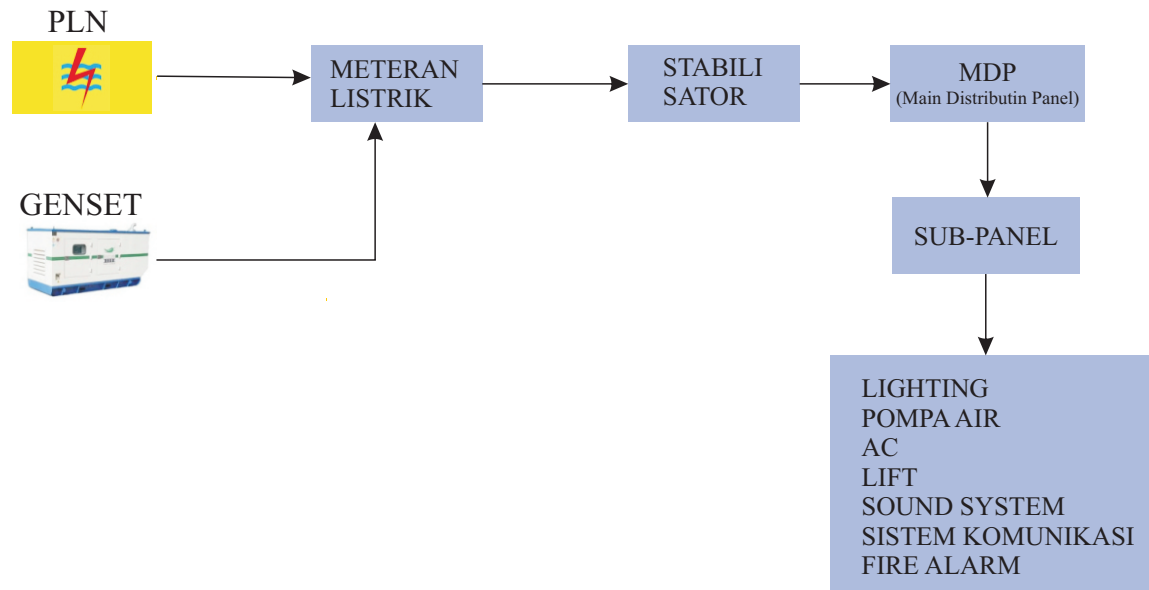 PLN
METERAN
LISTRIK
STABILI
SATOR
MDP
(Main Distributin Panel)
GENSET
SUB-PANEL
LIGHTING
POMPA AIR
AC
LIFT
SOUND SYSTEM
SISTEM KOMUNIKASI
FIRE ALARM